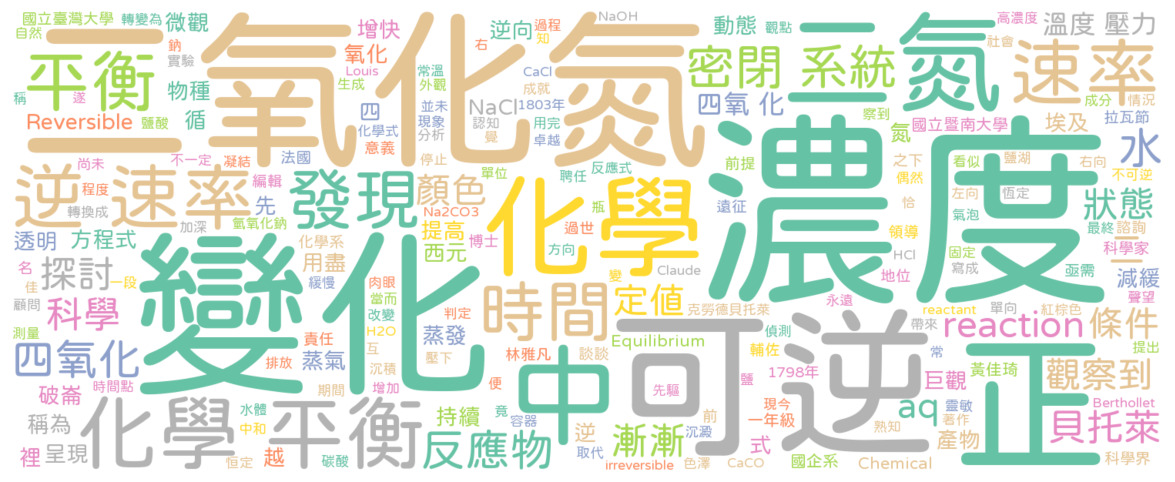 國立臺灣大學 轉變為 微觀
自然
鈉
實驗
稱 遂
平衡
物種
循
Reversible 鹽酸
二氧化氮
增快
氧化
Louis 生成
逆向 過程
知
右
NaOH
動態 觀點
常溫
外觀
CaCl
成就
四
化學式
意義
並未
現象
分析
NaCl
認知
覺
1803年
用完
卓越
密閉 系統
四氧 化
二氮
察到
氮
國立暨南大學
高濃度
社會
溫度 壓力
速率
成分 情況
拉瓦節
埃及
水
尚未
不一定 凝結
法國
程度
轉換成
編輯
加深
氫氧化鈉
逆速率
發現
先
顏色
Na2CO3
提高
西元
博士
停止
單位
反應式
聘任
瓶
過世
方向
化學
前提
遠征
濃度
之下
偶然
恰
領導
地位
HCl
看似
鹽湖
左向
右向
恆定
不可逆
氣泡
固定
寫成
狀態
最終 諮詢
科學家
亟需
二
減緩
聲望
透明 方程式
名
佳
探討
一段
顧問
科學
測量
化學系
用盡
緩慢
變化
肉眼
當而
改變
H2O
互
沉積
判定
蒸發
壓下
時間
變
Claude
定值
克勞德貝托萊
永遠
Equilibrium
可逆
偵測
輔佐
1798年
帶來
reactant 單向 紅棕色
reaction 條件
提出
常
巨觀
黃佳琦
觀察到
四氧化
排放
責任
蒸氣
破崙
時間點
期間
增加
林雅凡 談談
便
中
先驅
鹽
現今
一年級
靈敏
著作
Berthollet
正
貝托萊
稱為
裡 呈現
化學 平衡
水體
中和
恆定
越
碳酸
持續
竟
容器
反應物
逆
取代
前
沉澱
漸漸
irreversible 色澤 CaCO
式
國企系
熟知
aq
產物
Chemical
科學界